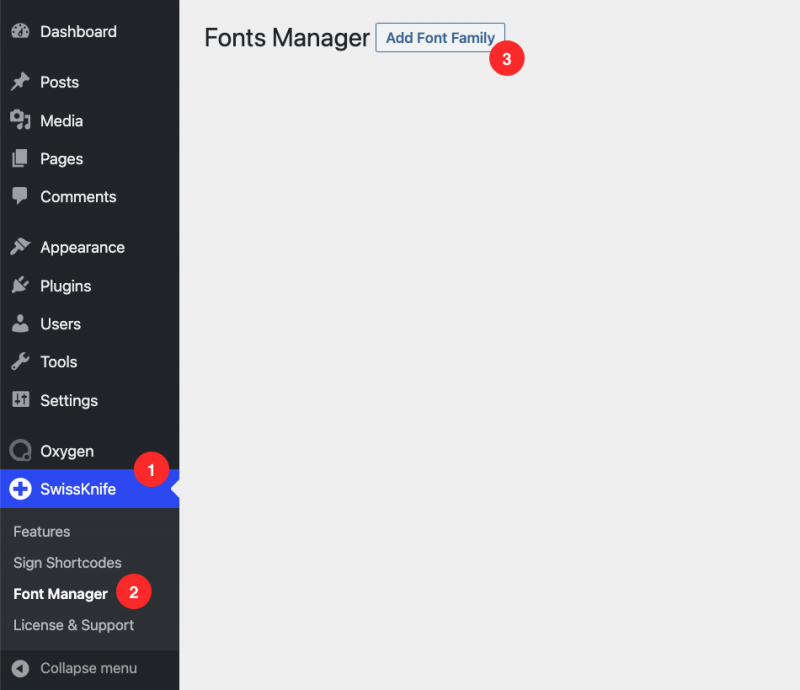 Dashboard
Posts
Media
Pages
Comments
Appearance
Plugins
Users
Tools
Settings
Oxygen
1
SwissKnife
Features
Sign Shortcodes
Font Manager 2
License & Support
Collapse menu
Fonts Manager Add Font Family
3